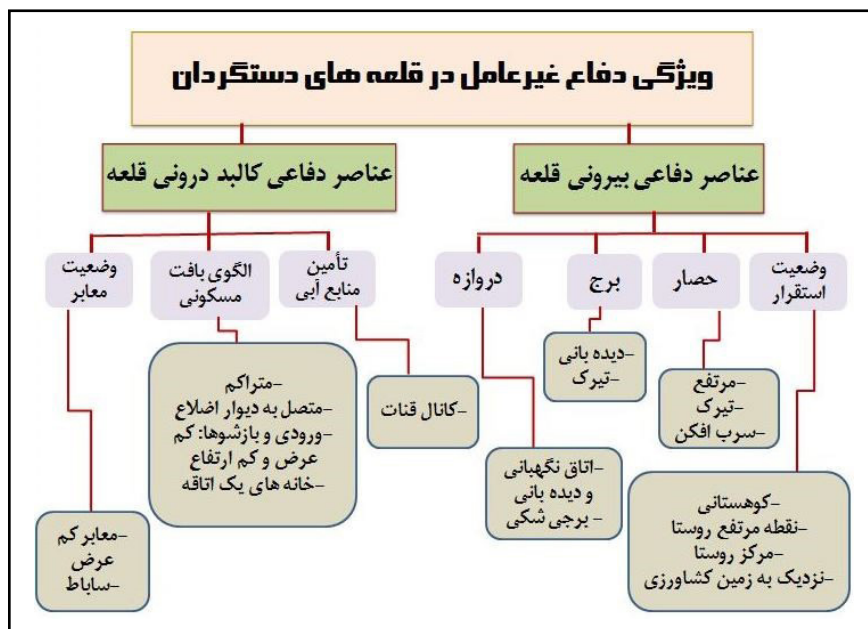 ویژگی دفاع غیرعامل در قلعه های دستگردان
عناصر دفاعی بیرونی قلعه
عناصر دفاعی کالبد درونی قلعه
وضعیت
استقرار
حصار
برج
دروازه
تأمین
منابع آبی
الگوی بافت
مسکونی
وضعیت
معابر
-کوهستانی
-نقطه مرتفع روستا
-مرکز روستا
-نزدیک به زمین کشاورزی
-مرتفع
-تیرک
-سرب افکن
-دیده بانی
-تیرک
-اتاق نگهبانی
و دیده بانی
- برجی شکی
-کانال قنات
-متراکم
-متصل به دیوار اضلاع
-ورودی و بازشوها: کم
عرض و کم ارتفاع
-خانه های یک اتاقه
-معابر کم
عرض
-ساباط